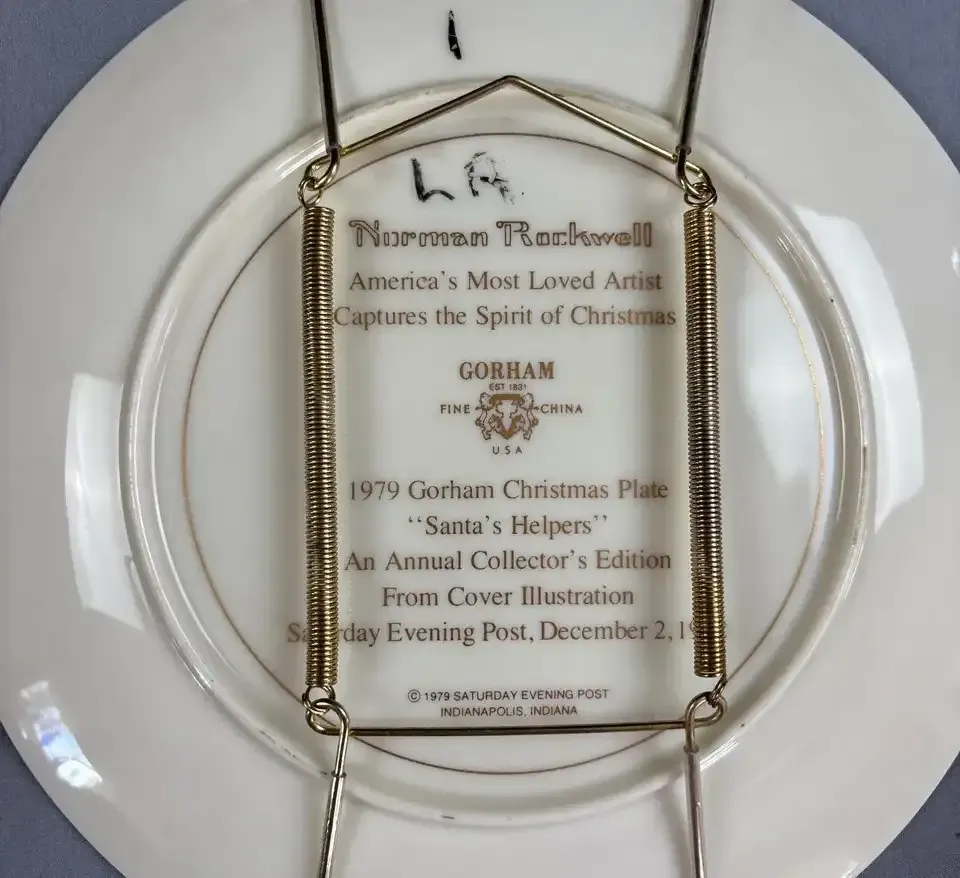 1
LA
Norman Rockwell
America's Most Loved Artist
Captures the Spirit of Christmas
GORHAM
EST 1831
FINE CHINA
U.S.A
1979 Gorham Christmas Plate
“Santa's Helpers”
An Annual Collector's Edition
From Cover Illustration
Saturday Evening Post, December 2,
© 1979 SATURDAY EVENING POST
INDIANAPOLIS, INDIANA